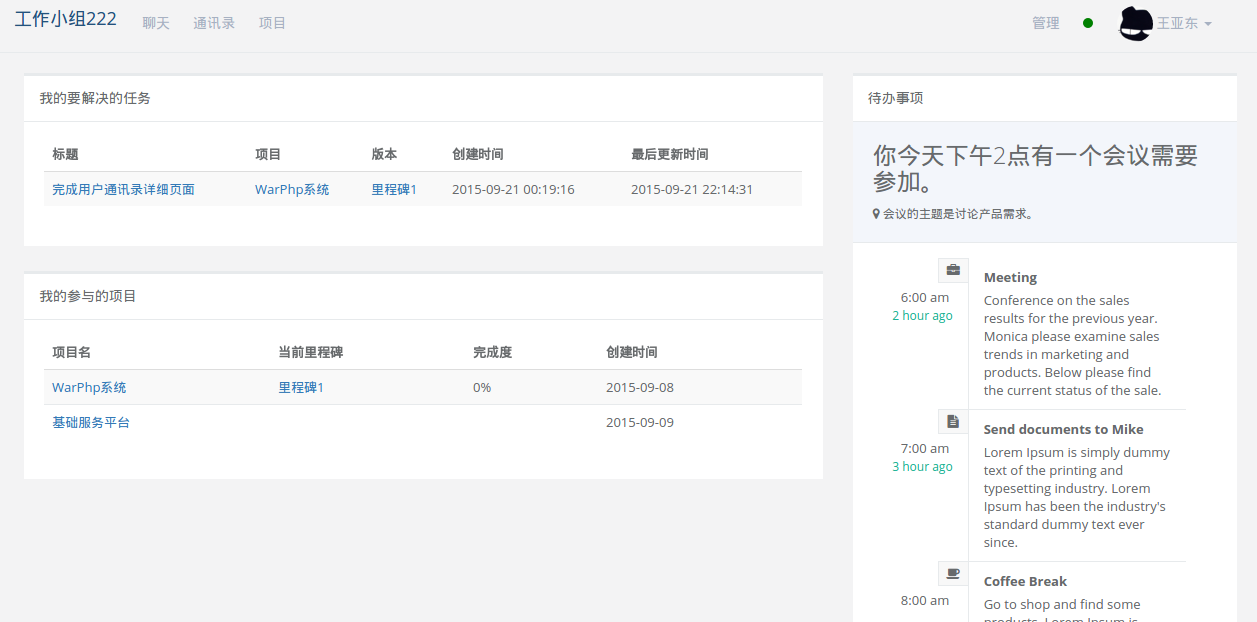 工作小组222 聊天 通讯录 项目 管理 王亚东
我的要解决的任务
标题 项目 版本 创建时间 最后更新时间
完成用户通讯录详细页面 WarPhp系统 里程碑1 2015-09-21 00:19:16 2015-09-21 22:14:31
我的参与的项目
项目名 当前里程碑 完成度 创建时间
WarPhp系统 里程碑1 0% 2015-09-08
基础服务平台 2015-09-09
待办事项
你今天下午2点有一个会议需要
参加。
会议的主题是讨论产品需求。
6:00 am
2 hour ago
Meeting
Conference on the sales
results for the previous year.
Monica please examine sales
trends in marketing and
products. Below please find
the current status of the sale.
7:00 am
3 hour ago
Send documents to Mike
Lorem Ipsum is simply dummy
text of the printing and
typesetting industry. Lorem
Ipsum has been the industry's
standard dummy text ever
since.
8:00 am
Coffee Break
Go to shop and find some
products. Lorem Ipsum is